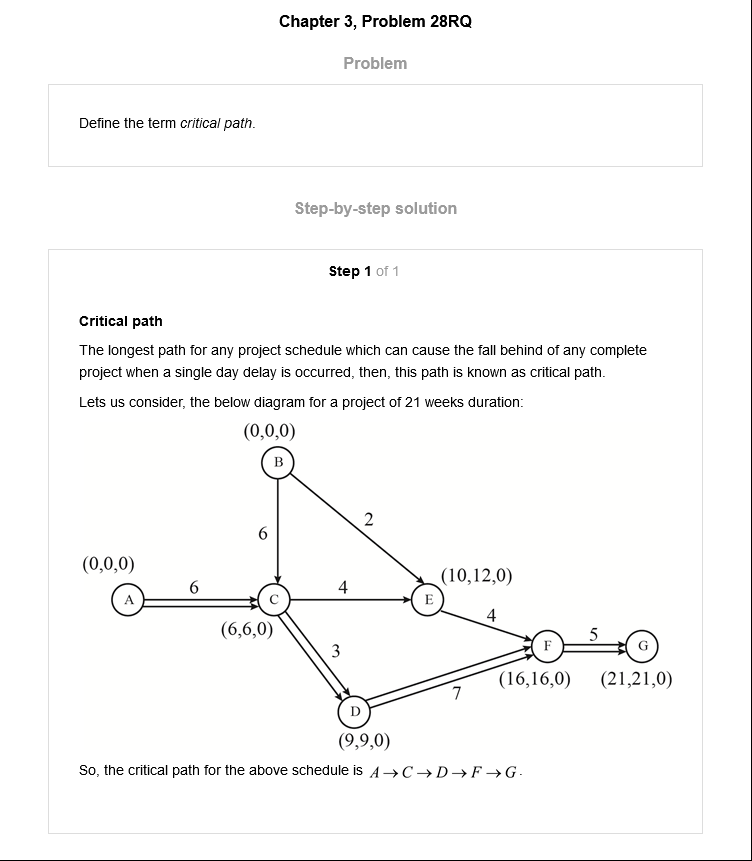 Chapter 3, Problem 28RQ
Problem
Define the term critical path.
Step-by-step solution
Step 1 of 1
Critical path
The longest path for any project schedule which can cause the fall behind of any complete
project when a single day delay is occurred, then, this path is known as critical path.
Lets us consider, the below diagram for a project of 21 weeks duration:
(0,0,0)
B
2
6
(0,0,0)
(10,12,0)
6
4
A
C
E
4
(6,6,0)
5
3
F
G
(16,16,0)
(21,21,0)
7
D
(9,9,0)
So, the critical path for the above schedule is A→C→D→F→G.